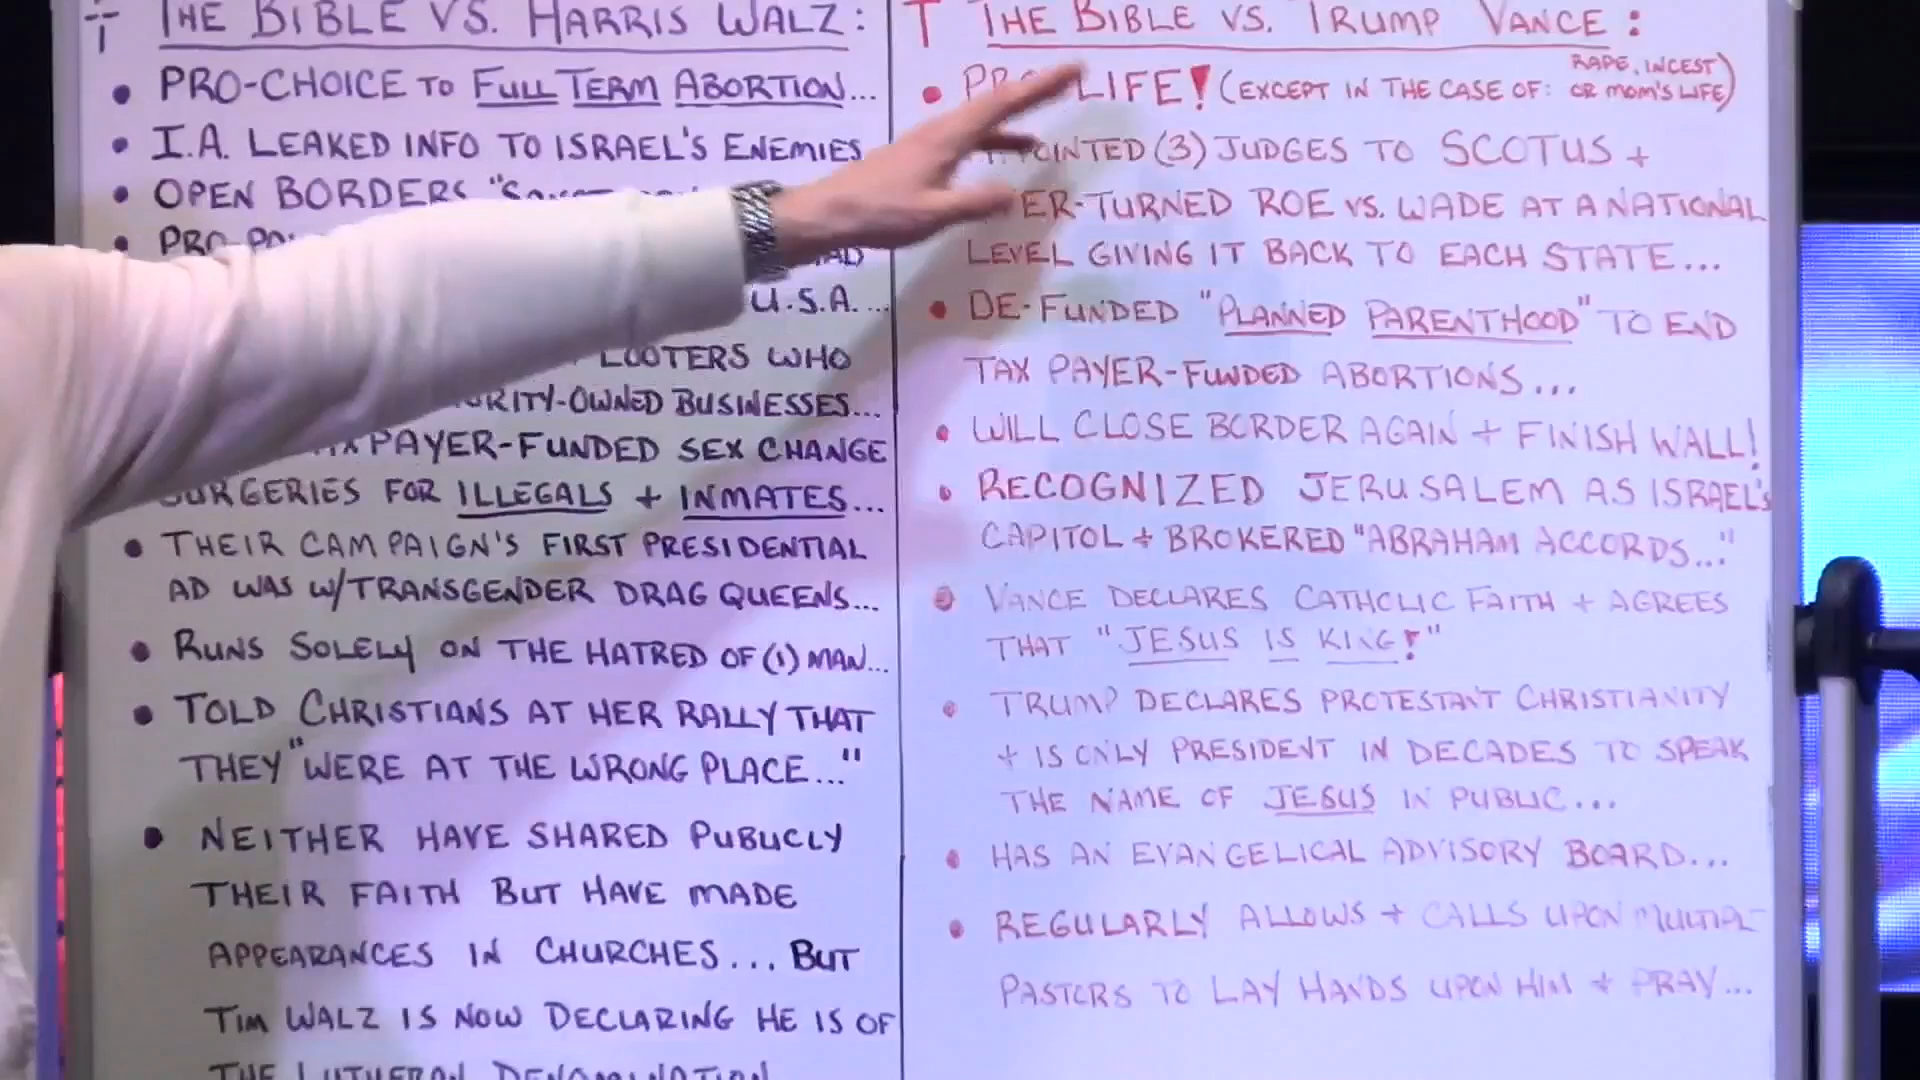 THE BIBLE VS. HARRIS WALZ:
PRO-CHOICE TO FULL TERM ABORTION...
I.A. LEAKED INFO TO ISRAEL'S ENEMIES
OPEN BORDERS
U.S.A....
LOOTERS WHO
OWNED BUSINESSES...
PAYER-FUNDED SEX CHANGE
SURGERIES FOR ILLEGALS + INMATES...
THEIR CAMPAIGN'S FIRST PRESIDENTIAL
AD WAS W/TRANSGENDER DRAG QUEENS...
RUNS SOLELY ON THE HATRED OF (1) MAN...
TOLD CHRISTIANS AT HER RALLY THAT
THEY "WERE AT THE WRONG PLACE..."
NEITHER HAVE SHARED PUBLICLY
THEIR FAITH BUT HAVE MADE
APPEARANCES IN CHURCHES... BUT
TIM WALZ IS NOW DECLARING HE IS OF
THE LUTHERAN DENOMINATION
THE BIBLE VS. TRUMP VANCE:
LIFE! (EXCEPT IN THE CASE OF: RAPE, INCEST OR MOM'S LIFE)
(3) JUDGES TO SCOTUS +
TURNED ROE VS. WADE AT A NATIONAL
LEVEL GIVING IT BACK TO EACH STATE...
DE-FUNDED "PLANNED PARENTHOOD" TO END
TAX PAYER-FUNDED ABORTIONS...
WILL CLOSE BORDER AGAIN + FINISH WALL!
RECOGNIZED JERUSALEM AS ISRAEL'S
CAPITOL + BROKERED "ABRAHAM ACCORDS..."
VANCE DECLARES CATHOLIC FAITH + AGREES
THAT "JESUS IS KING!"
TRUMP DECLARES PROTESTANT CHRISTIANITY
+ IS ONLY PRESIDENT IN DECADES TO SPEAK
THE NAME OF JESUS IN PUBLIC...
HAS AN EVANGELICAL ADVISORY BOARD...
REGULARLY ALLOWS + CALLS UPON
PASTORS TO LAY HANDS UPON HIM + PRAY...